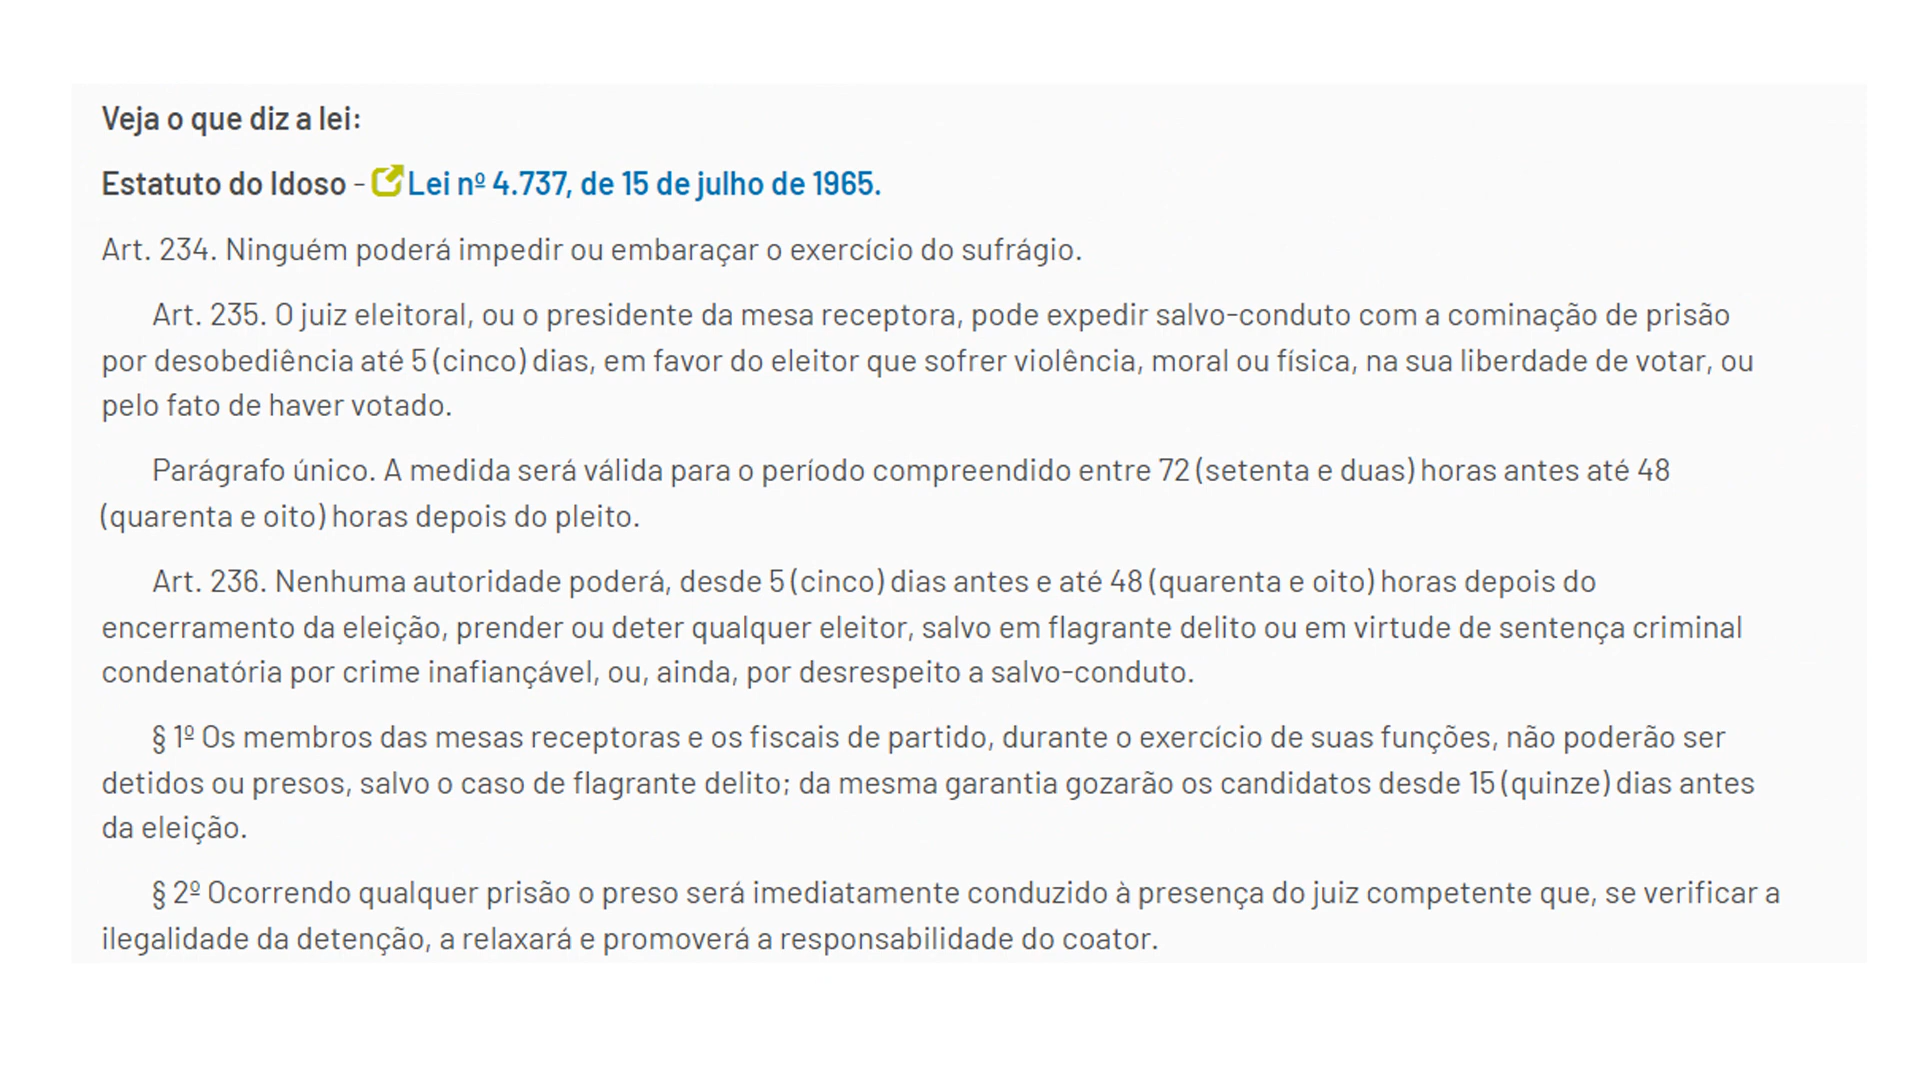 Veja o que diz a lei:
Estatuto do Idoso - Lei nº 4.737, de 15 de julho de 1965.
Art. 234. Ninguém poderá impedir ou embaraçar o exercício do sufrágio.
Art. 235. O juiz eleitoral, ou o presidente da mesa receptora, pode expedir salvo-conduto com a cominação de prisão
por desobediência até 5 (cinco) dias, em favor do eleitor que sofrer violência, moral ou física, na sua liberdade de votar, ou
pelo fato de haver votado.
Parágrafo único. A medida será válida para o período compreendido entre 72 (setenta e duas) horas antes até 48
(quarenta e oito) horas depois do pleito.
Art. 236. Nenhuma autoridade poderá, desde 5 (cinco) dias antes e até 48 (quarenta e oito) horas depois do
encerramento da eleição, prender ou deter qualquer eleitor, salvo em flagrante delito ou em virtude de sentença criminal
condenatória por crime inafiançável, ou, ainda, por desrespeito a salvo-conduto.
§ 1º Os membros das mesas receptoras e os fiscais de partido, durante o exercício de suas funções, não poderão ser
detidos ou presos, salvo o caso de flagrante delito; da mesma garantia gozarão os candidatos desde 15 (quinze) dias antes
da eleição.
§ 2º Ocorrendo qualquer prisão o preso será imediatamente conduzido à presença do juiz competente que, se verificar a
ilegalidade da detenção, a relaxará e promoverá a responsabilidade do coator.